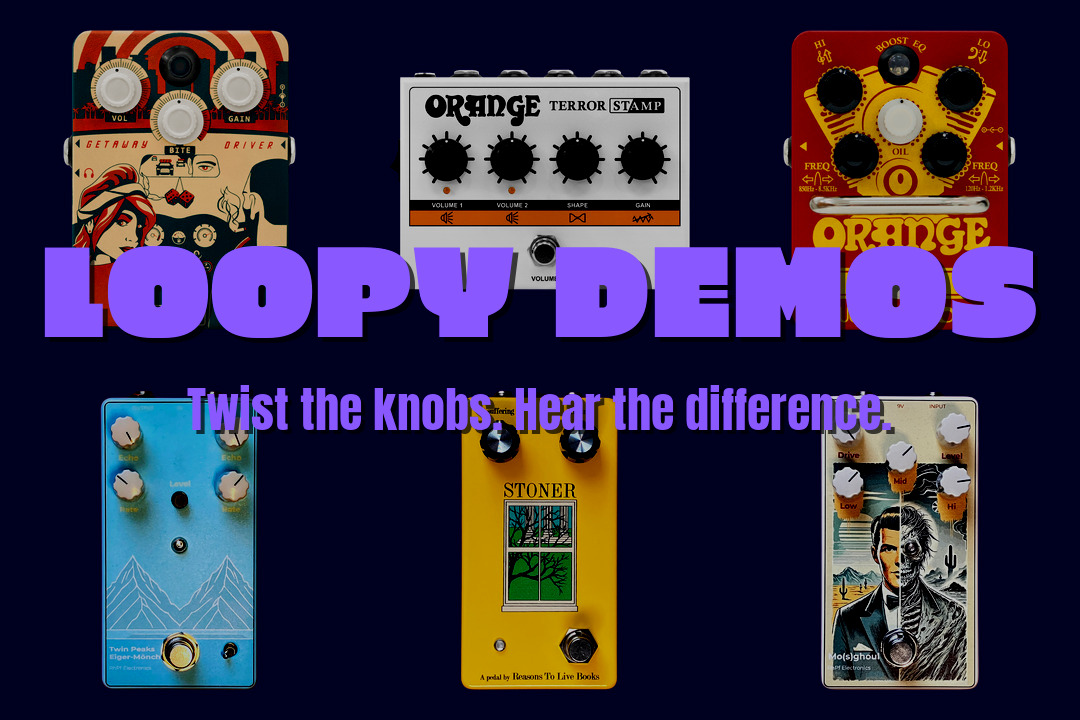 HI
BOOST EQ
LO
ORANGE TERROR STAMP
VOL
GAIN
BITE
OIL
GETAWAY DRIVER
FREQ
FREQ
850Hz - 8.5KHz
120Hz - 1.2KHz
VOLUME 1
VOLUME 2
SHAPE
GAIN
ORANGE
LOOPY DEMOS
Twist the knobs. Hear the difference.
9V
INPUT
Echo
Echo
Drive
Level
Level
Mid
STONER
Rate
Rate
Low
Hi
Twin Peaks
Eiger-Mönch
Mo(s)ghoul
A pedal by Reasons To Live Books